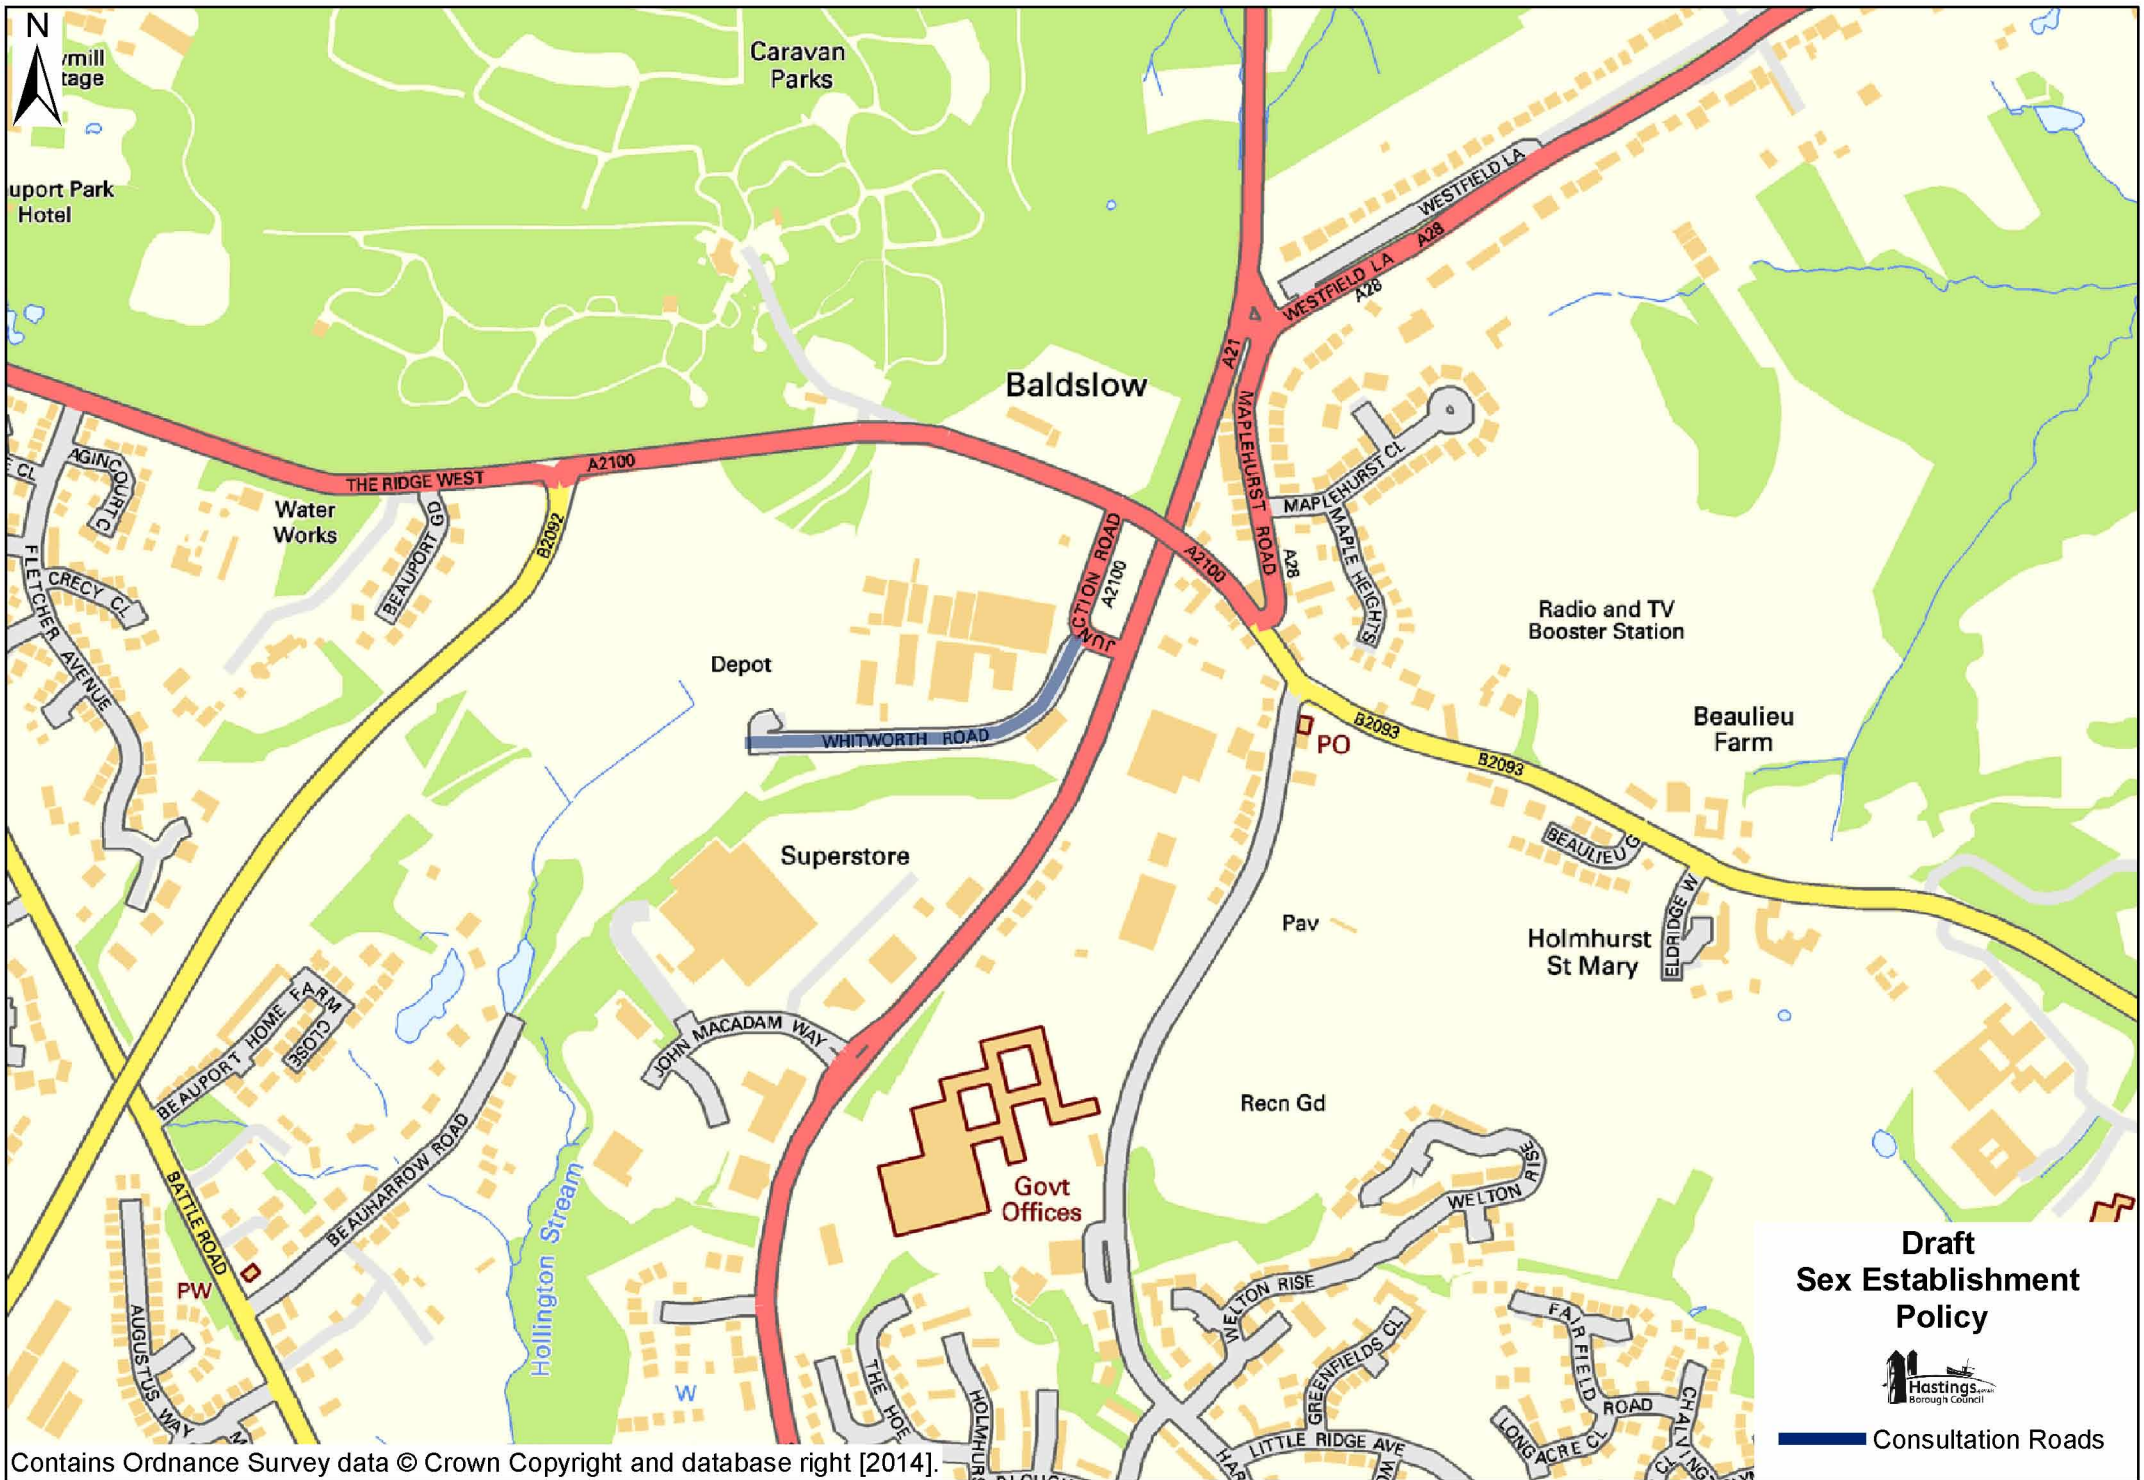 N
Caravan
Parks
uport Park
Hotel
WESTFIELD LA
A28
WESTFIELD LA
A28
A21
Baldslow
MAPLEHURST ROAD
A28
MAPLEHURST CL
MAPLE HEIGHTS
AGINCOURT C
E CL
THE RIDGE WEST
A2100
Water
Works
BEAUPORT GD
B2092
FLETCHER AVENUE
CRECY CL
JUNCTION ROAD
A2100
A2100
Radio and TV
Booster Station
Depot
WHITWORTH ROAD
PO
B2093
B2093
Beaulieu
Farm
BEAULIEU G
ELDRIDGE W
Superstore
Pav
Holmhurst
St Mary
BEAUPORT HOME FARM CLOSE
JOHN MACADAM WAY
Recn Gd
BEAUHARROW ROAD
BATTLE ROAD
Hollington Stream
Govt
Offices
WELTON RISE
WELTON RISE
PW
AUGUSTUS WAY
W
THE HOE
HOLMHURS
GREENFIELDS CL
FAIRFIELD ROAD
LONG ACRE CL
LITTLE RIDGE AVE
HAR
Draft
Sex Establishment
Policy
Hastings
Borough Council
Consultation Roads
Contains Ordnance Survey data © Crown Copyright and database right [2014].